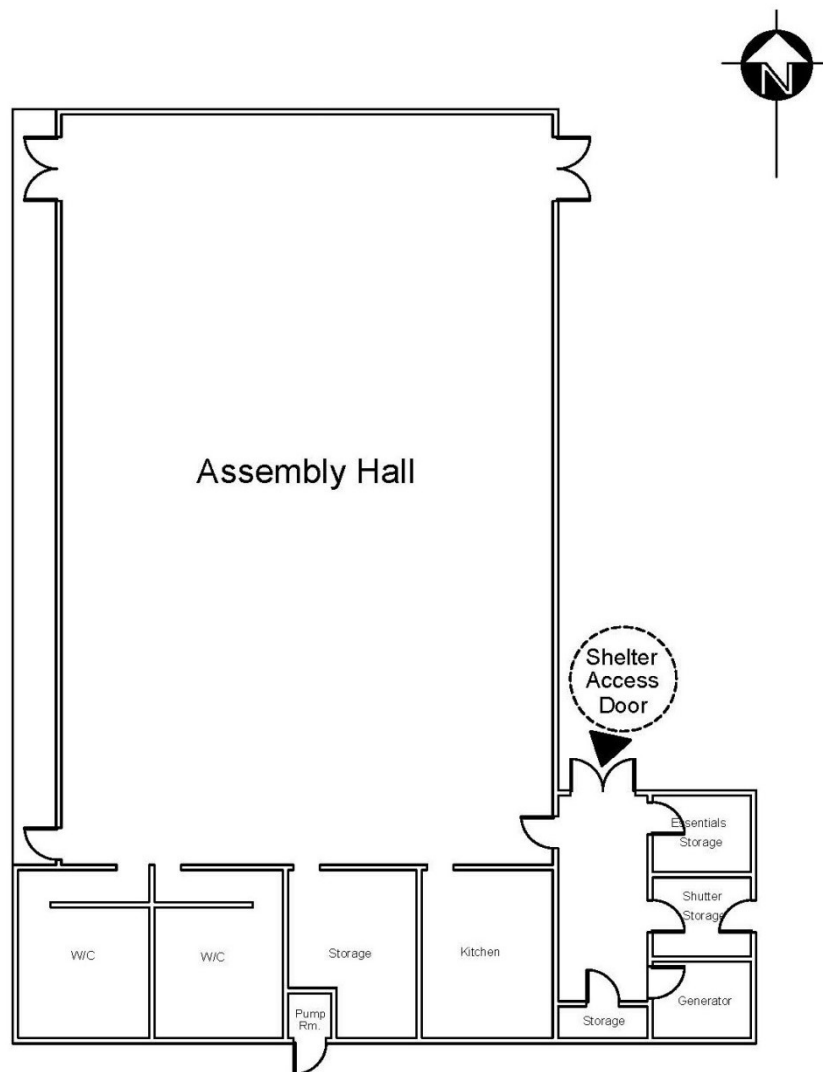 N
Assembly Hall
Shelter
Access
Door
Essentials
Storage
Shutter
Storage
W/C
W/C
Storage
Kitchen
Generator
Pump
Rm.
Storage